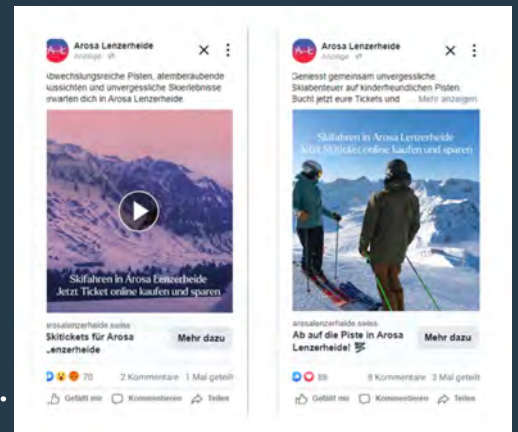 Arosa Lenzerheide
Anzeige
Abwechslungsreiche Pisten, atemberaubende
Aussichten und unvergessliche Skierlebnisse
erwarten dich in Arosa Lenzerheide
Skifahren in Arosa Lenzerheide
Jetzt Ticket online kaufen und sparen
arosalenzerheide.swiss
Skitickets für Arosa
Lenzerheide
Mehr dazu
70
2 Kommentare 1 Mal geteilt
Gefällt mir Kommentieren Teilen
Arosa Lenzerheide
Anzeige
Geniesst gemeinsam unvergessliche
Skiabenteuer auf kinderfreundlichen Pisten.
Bucht jetzt eure Tickets und ... Mehr anzeigen
Skifahren in Arosa Lenzerheide
Jetzt Skiticket online kaufen und sparen
arosalenzerheide.swiss
Ab auf die Piste in Arosa
Lenzerheide!
Mehr dazu
88
8 Kommentare 3 Mal geteilt
Gefällt mir Kommentieren Teilen